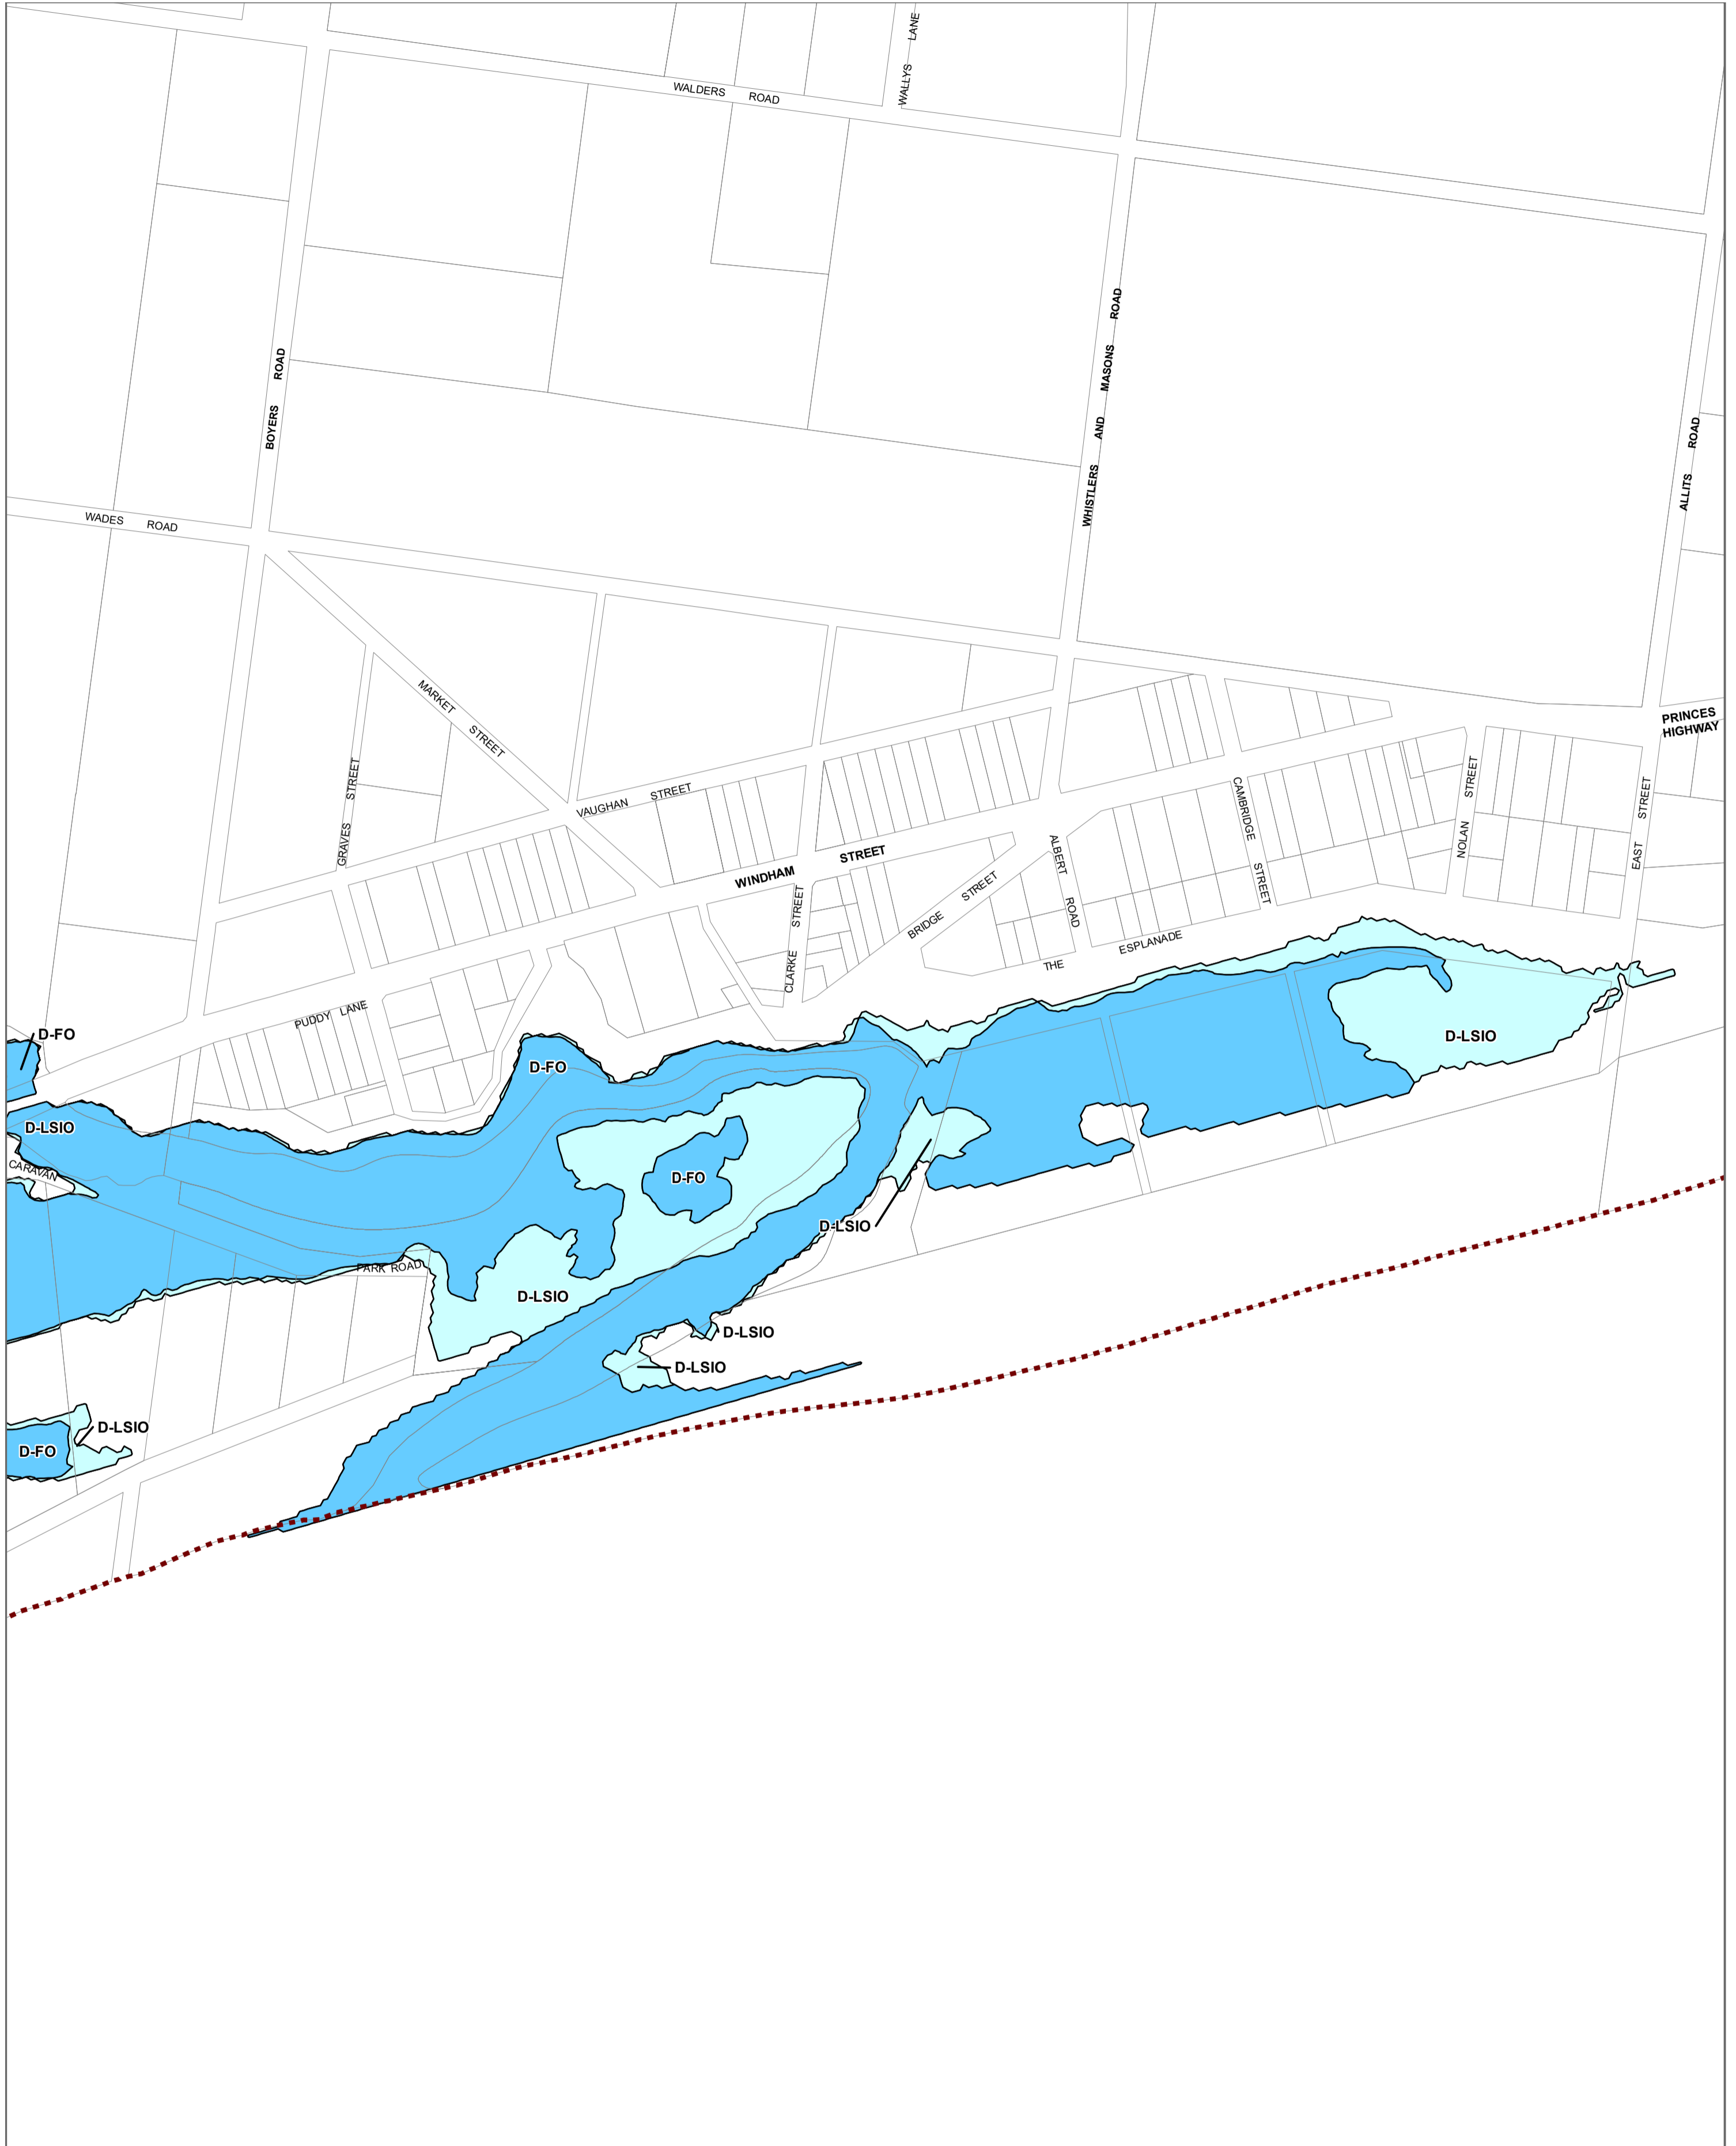 WALLYS LANE
WALDERS ROAD
WHISTLERS AND MASONS ROAD
BOYERS ROAD
ALLITS ROAD
WADES ROAD
MARKET STREET
PRINCES
HIGHWAY
GRAVES STREET
VAUGHAN STREET
NOLAN STREET
EAST STREET
CAMBRIDGE STREET
WINDHAM STREET
ALBERT ROAD
CLARKE STREET
BRIDGE STREET
THE ESPLANADE
PUDDY LANE
D-FO
D-LSIO
D-FO
D-LSIO
CARAVAN
D-FO
D-LSIO
PARK ROAD
D-LSIO
D-LSIO
D-LSIO
D-LSIO
D-FO